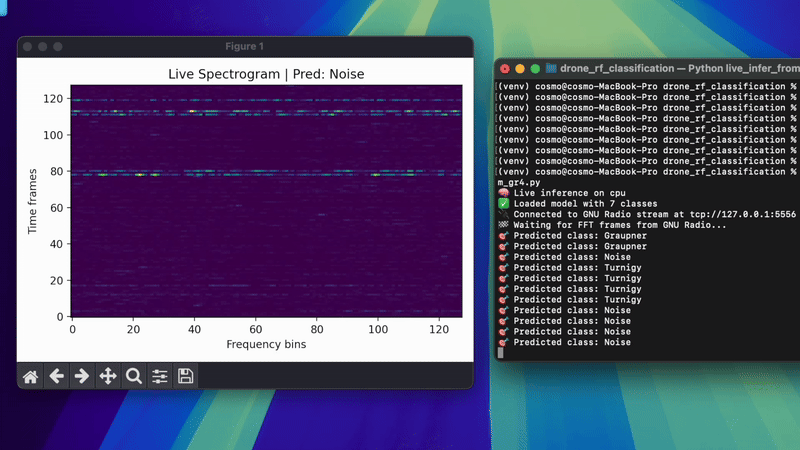 Figure 1
Live Spectrogram | Pred: Noise
120
100
80
60
40
20
0
Time frames
0 20 40 60 80 100 120
Frequency bins
drone_rf_classification — Python live_infer_from
[(venv) cosmo@cosmo-MacBook-Pro drone_rf_classification %
[(venv) cosmo@cosmo-MacBook-Pro drone_rf_classification %
[(venv) cosmo@cosmo-MacBook-Pro drone_rf_classification %
[(venv) cosmo@cosmo-MacBook-Pro drone_rf_classification %
[(venv) cosmo@cosmo-MacBook-Pro drone_rf_classification %
[(venv) cosmo@cosmo-MacBook-Pro drone_rf_classification %
[(venv) cosmo@cosmo-MacBook-Pro drone_rf_classification %
[(venv) cosmo@cosmo-MacBook-Pro drone_rf_classification %
[(venv) cosmo@cosmo-MacBook-Pro drone_rf_classification %
m_gr4.py
Live inference on cpu
Loaded model with 7 classes
Connected to GNU Radio stream at tcp://127.0.0.1:5556
Waiting for FFT frames from GNU Radio...
Predicted class: Graupner
Predicted class: Graupner
Predicted class: Noise
Predicted class: Turnigy
Predicted class: Turnigy
Predicted class: Turnigy
Predicted class: Turnigy
Predicted class: Noise
Predicted class: Noise
Predicted class: Noise
Predicted class: Noise